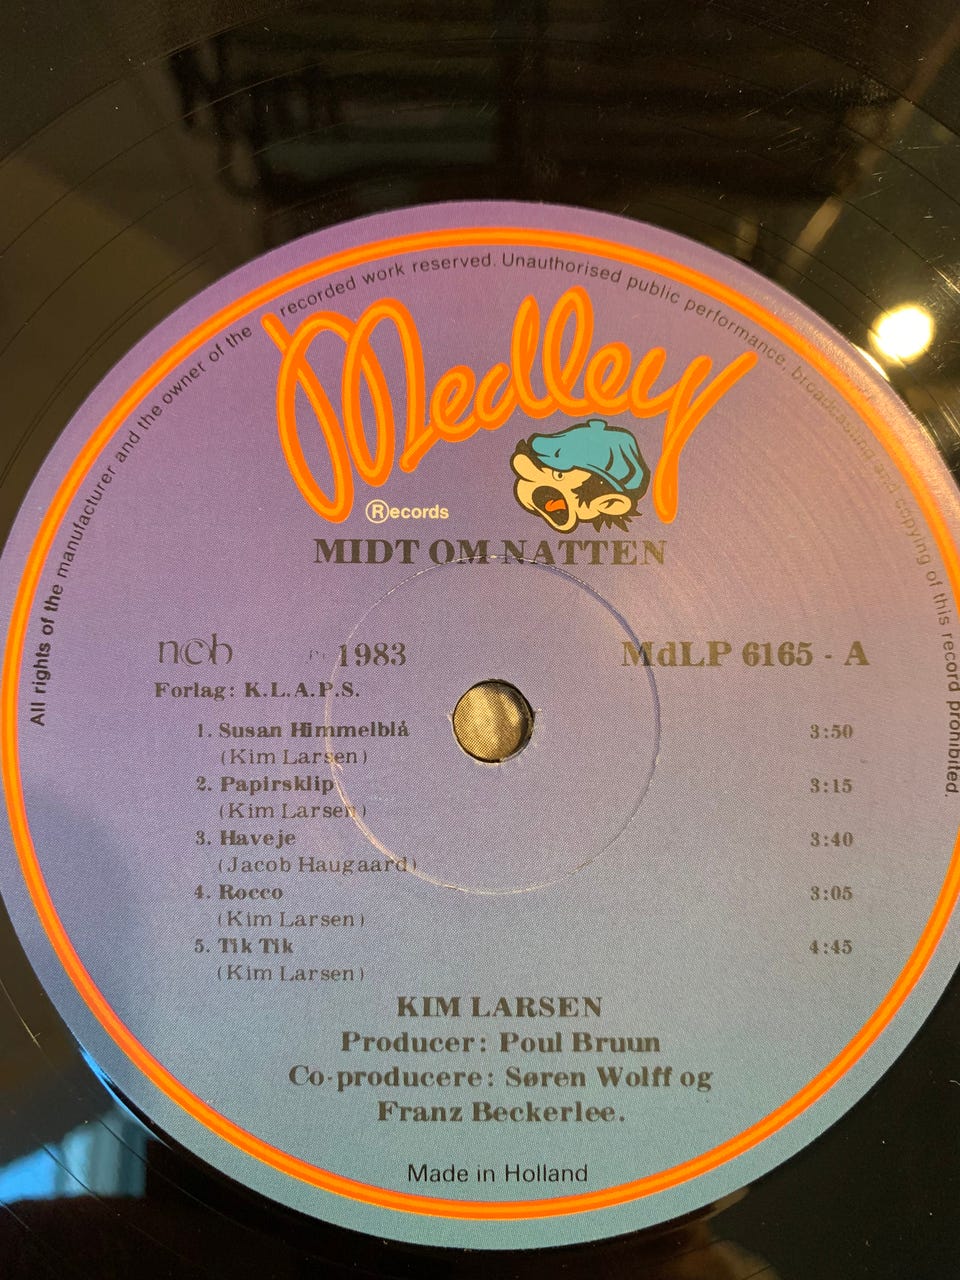 All rights of the manufacturer and the owner of the recorded work reserved. Unauthorised public performance, broadcasting and copying of this record prohibited.
Medley
Ⓡecords
MIDT OM NATTEN
n©b ℗ 1983 MdLP 6165 - A
Forlag: K.L.A.P.S.
1. Susan Himmelblå 3:50
(Kim Larsen)
2. Papirsklip 3:15
(Kim Larsen)
3. Haveje 3:40
(Jacob Haugaard)
4. Rocco 3:05
(Kim Larsen)
5. Tik Tik 4:45
(Kim Larsen)
KIM LARSEN
Producer: Poul Bruun
Co-producere: Søren Wolff og
Franz Beckerlee.
Made in Holland